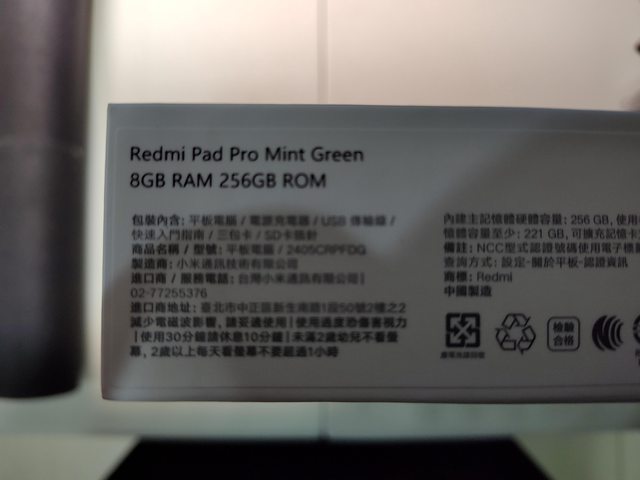 Redmi Pad Pro Mint Green
8GB RAM 256GB ROM
包裝內含: 平板電腦 / 電源充電器 / USB 傳輸線 /
快速入門指南 / 三包卡 / SD卡插針
商品名稱 / 型號: 平板電腦 / 2405CRPFDG
製造商: 小米通訊技術有限公司
進口商 / 服務電話: 台灣小米通訊有限公司 |
02-77255376
進口商地址: 臺北市中正區新生南路1段50號2樓之2
減少電磁波影響, 請妥適使用 | 使用過度恐傷害視力
| 使用30分鐘請休息10分鐘 | 未滿2歲幼兒不看螢
幕, 2歲以上每天看螢幕不要超過1小時
內建主記憶體硬體容量: 256 GB, 使用
憶體容量至少: 221 GB, 可擴充記憶卡
備註: NCC型式認證號碼使用電子標
查詢方式: 設定-關於平板-認證資訊
商標: Redmi
中國製造
廢電池請回收
檢驗
合格